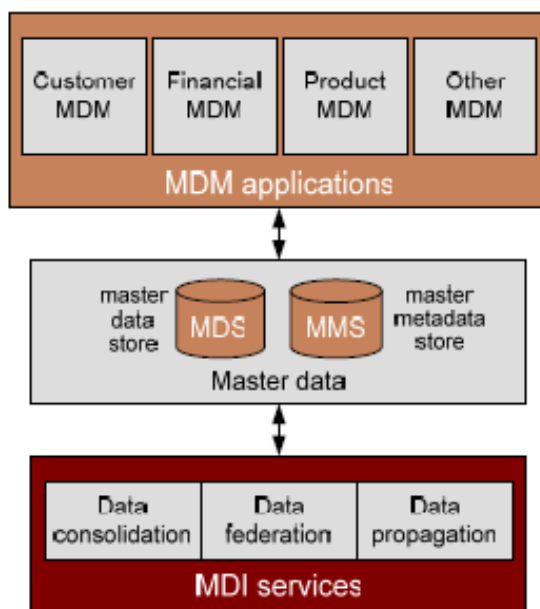 Customer
MDM
Financial
MDM
Product
MDM
Other
MDM
MDM applications
master
data
store
MDS
MMS
master
metadata
store
Master data
Data
consolidation
Data
federation
Data
propagation
MDI services